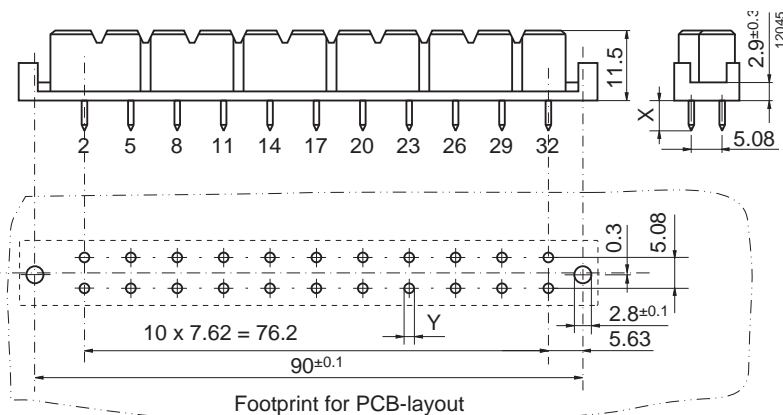 11.5
2.9±0.3
12045
X
5.08
2 5 8 11 14 17 20 23 26 29 32
0.3
5.08
Y
2.8±0.1
10 x 7.62 = 76.2
5.63
90±0.1
Footprint for PCB-layout